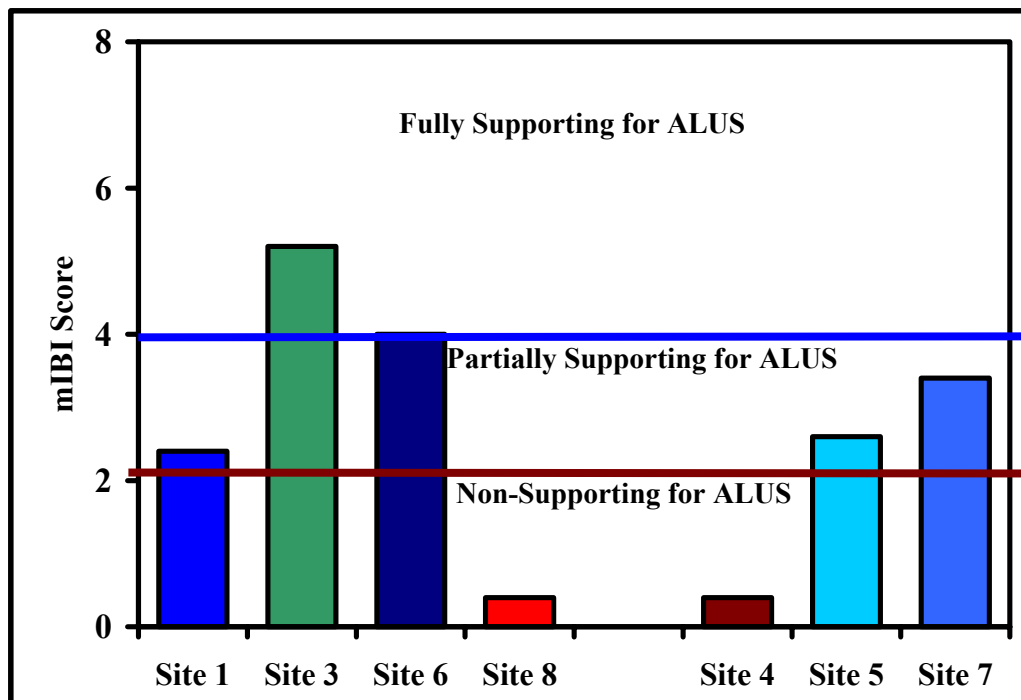 8
Fully Supporting for ALUS
6
mIBI Score
4
Partially Supporting for ALUS
2
Non-Supporting for ALUS
0
Site 1 Site 3 Site 6 Site 8 Site 4 Site 5 Site 7